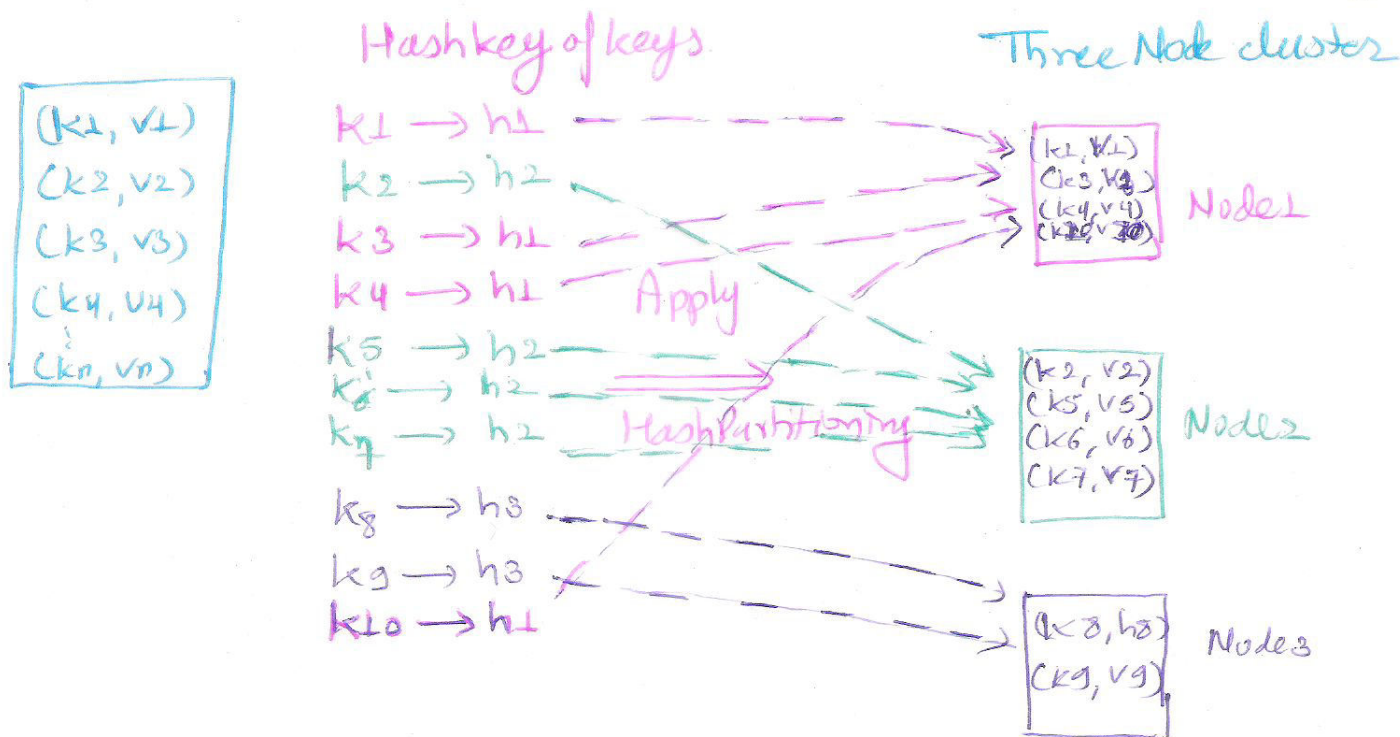 Hashkey of keys
Three Node cluster
(k1, v1)
(k2, v2)
(k3, v3)
(k4, v4)
⋮
(kn, vn)
k1 → h1
k2 → h2
k3 → h1
k4 → h1
k5 → h2
k6 → h2
k7 → h2
k8 → h3
k9 → h3
k10 → h1
Apply
HashPartitioning
(k1, v1)
(k3, v3)
(k4, v4)
Node1
(k2, v2)
(k5, v5)
(k6, v6)
(k7, v7)
Node2
(k8, h8)
(k9, v9)
Node3